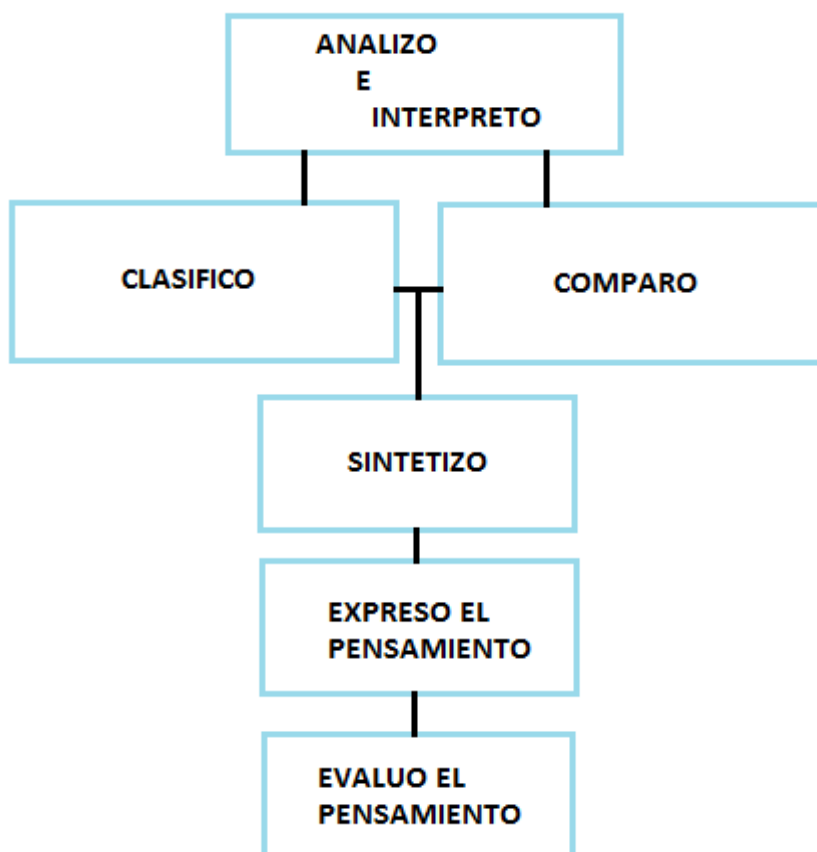 ANALIZO
E
INTERPRETO
CLASIFICO
COMPARO
SINTETIZO
EXPRESO EL
PENSAMIENTO
EVALUO EL
PENSAMIENTO